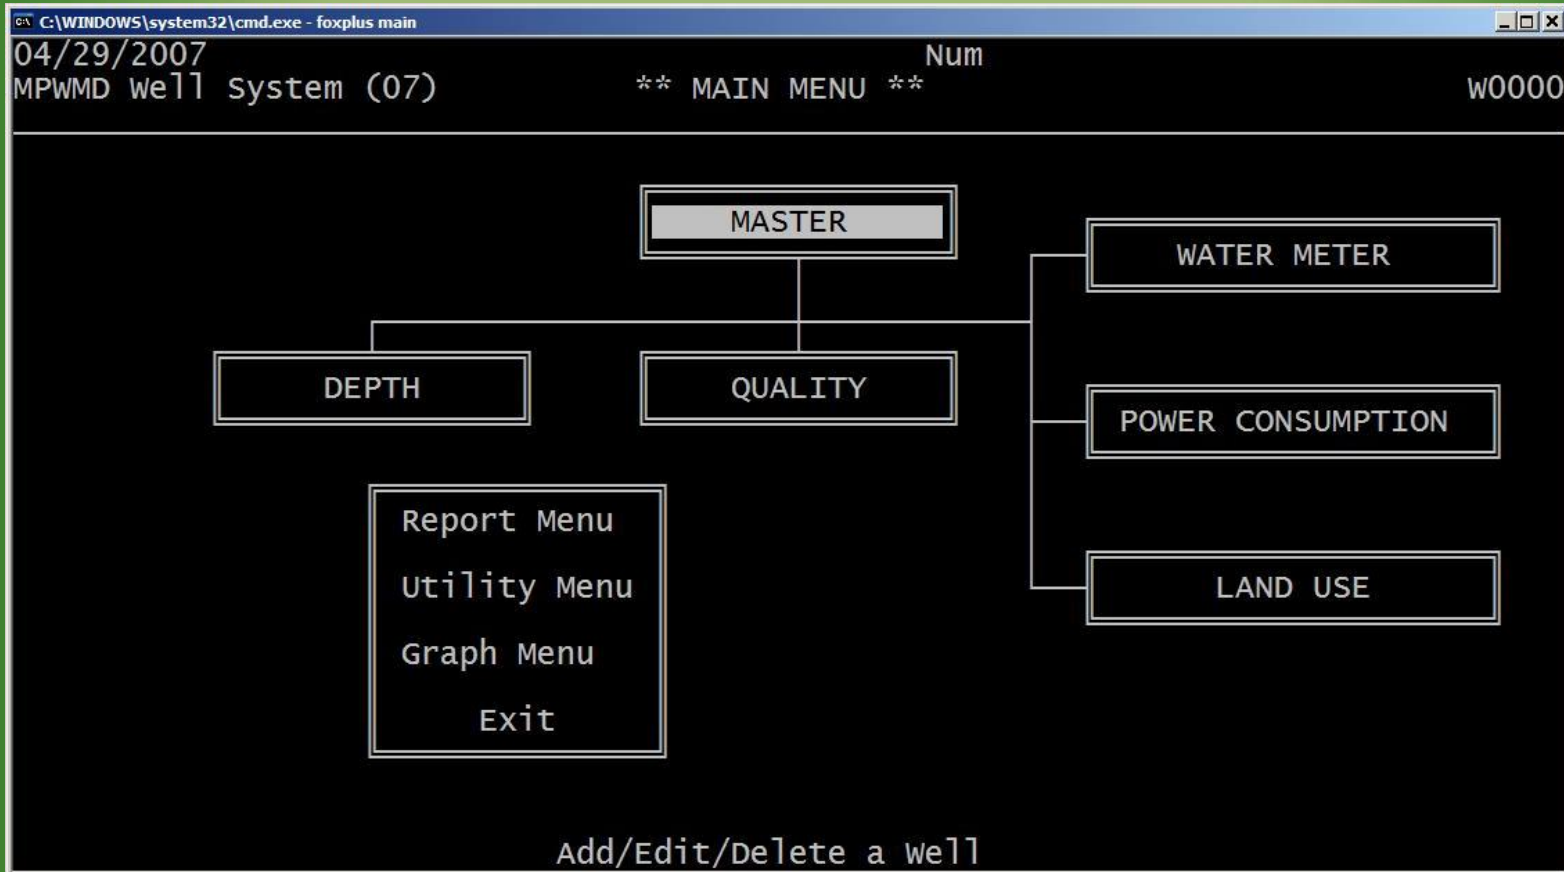 C:\WINDOWS\system32\cmd.exe - foxplus main
04/29/2007 Num
MPWMD Well System (07) ** MAIN MENU ** W0000
MASTER
WATER METER
DEPTH QUALITY
POWER CONSUMPTION
Report Menu
Utility Menu
LAND USE
Graph Menu
Exit
Add/Edit/Delete a Well